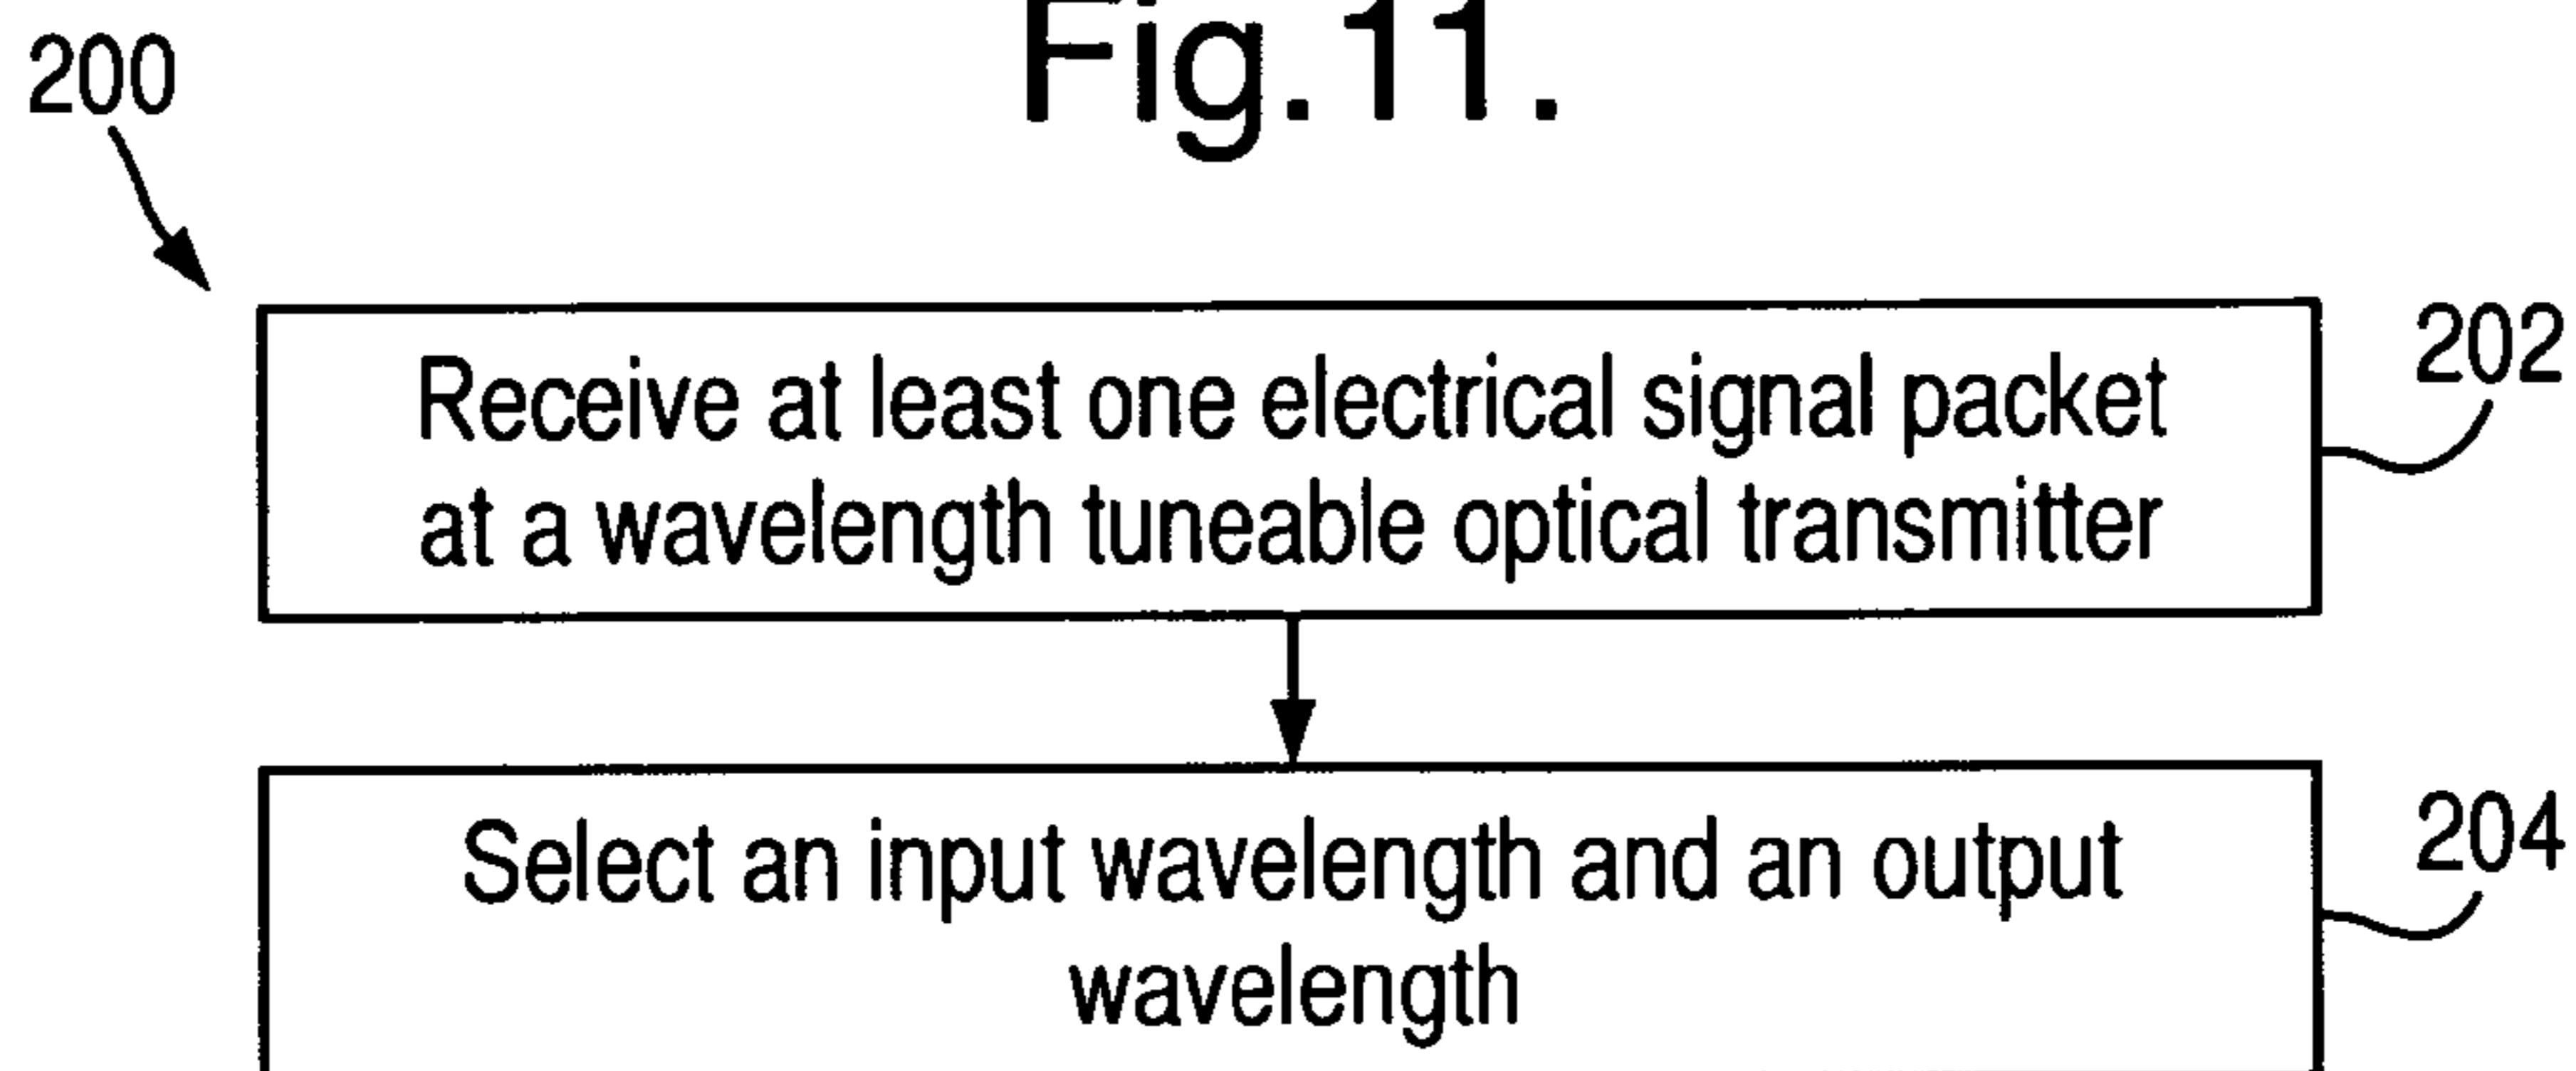 Fig.11.
200
Receive at least one electrical signal packet
at a wavelength tuneable optical transmitter
202
Select an input wavelength and an output
wavelength
204